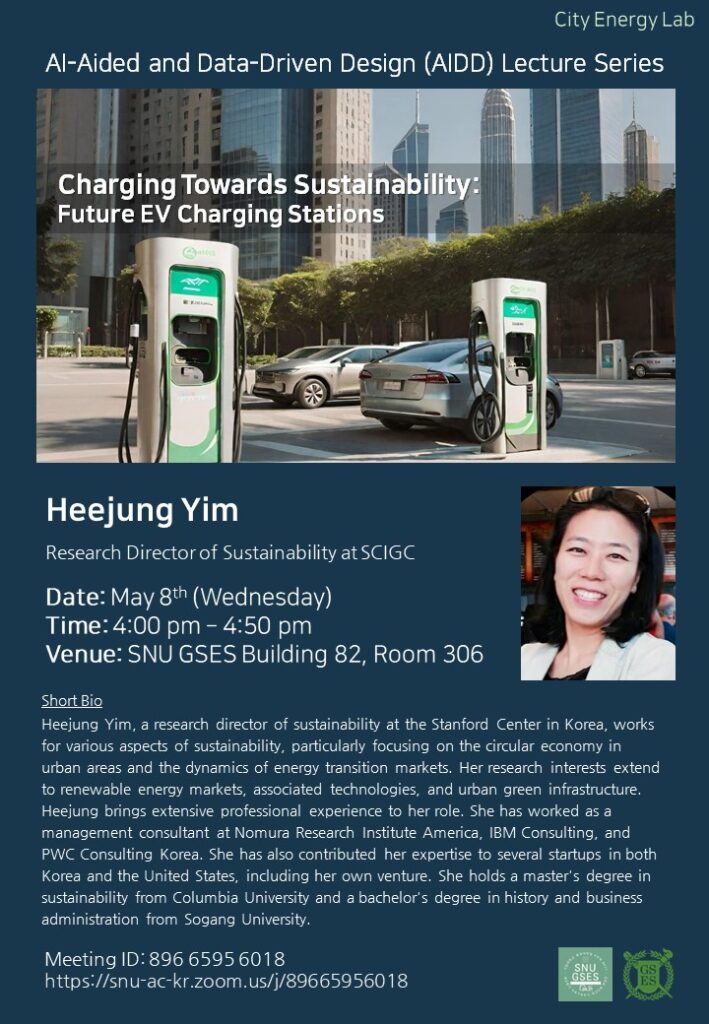 City Energy Lab
AI-Aided and Data-Driven Design (AIDD) Lecture Series
Charging Towards Sustainability:
Future EV Charging Stations
Heejung Yim
Research Director of Sustainability at SCIGC
Date: May 8th (Wednesday)
Time: 4:00 pm – 4:50 pm
Venue: SNU GSES Building 82, Room 306
Short Bio
Heejung Yim, a research director of sustainability at the Stanford Center in Korea, works
for various aspects of sustainability, particularly focusing on the circular economy in
urban areas and the dynamics of energy transition markets. Her research interests extend
to renewable energy markets, associated technologies, and urban green infrastructure.
Heejung brings extensive professional experience to her role. She has worked as a
management consultant at Nomura Research Institute America, IBM Consulting, and
PWC Consulting Korea. She has also contributed her expertise to several startups in both
Korea and the United States, including her own venture. She holds a master's degree in
sustainability from Columbia University and a bachelor's degree in history and business
administration from Sogang University.
Meeting ID: 896 6595 6018
https://snu-ac-kr.zoom.us/j/89665956018
SNU
GSES
GS
ES